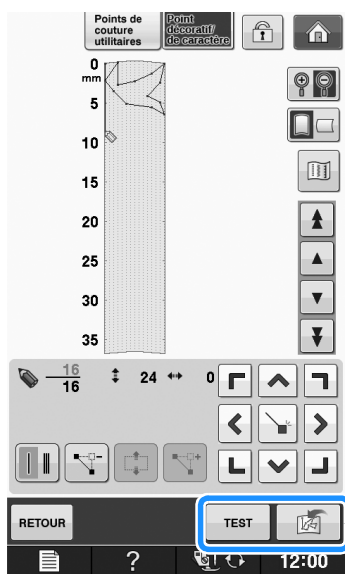 Points de
couture
utilitaires
Point
décoratif/
de caractère
0
mm
5
10
15
20
25
30
35
16
16
24
0
RETOUR
TEST
?
12:00